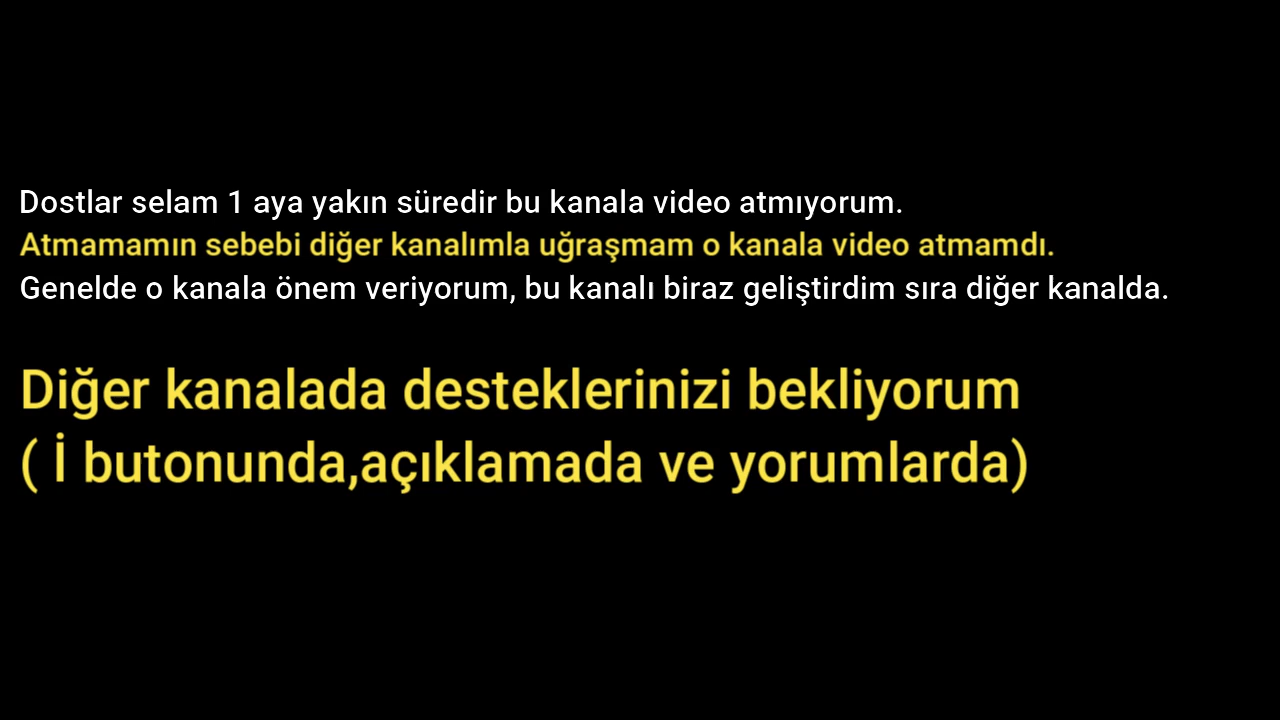 Dostlar selam 1 aya yakın süredir bu kanala video atmıyorum.
Atmamamın sebebi diğer kanalımla uğraşmam o kanala video atmamdı.
Genelde o kanala önem veriyorum, bu kanalı biraz geliştirdim sıra diğer kanalda.
Diğer kanalada desteklerinizi bekliyorum
( İ butonunda,açıklamada ve yorumlarda)